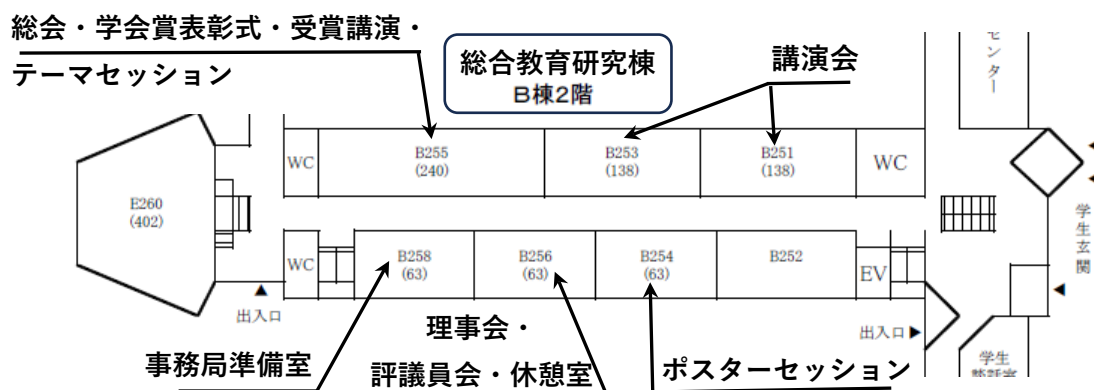 総会・学会賞表彰式・受賞講演・
テーマセッション
総合教育研究棟
B棟2階
講演会
センター
WC
B255
(240)
B253
(138)
B251
(138)
WC
E260
(402)
学生玄関
WC
B258
(63)
B256
(63)
B254
(63)
B252
EV
出入口
出入口
理事会・
評議員会・休憩室
事務局準備室
ポスターセッション
学生